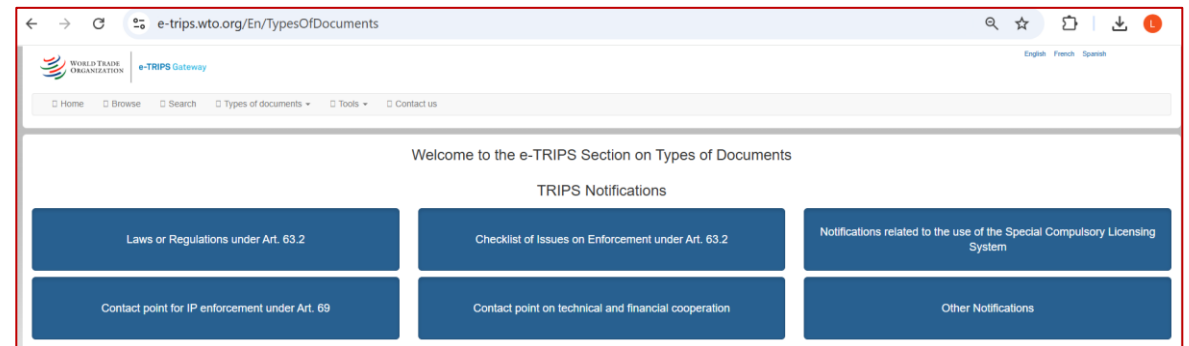 e-trips.wto.org/En/TypesOfDocuments
L
WORLD TRADE
ORGANIZATION
e-TRIPS Gateway
English French Spanish
Home Browse Search Types of documents Tools Contact us
Welcome to the e-TRIPS Section on Types of Documents
TRIPS Notifications
Laws or Regulations under Art. 63.2
Checklist of Issues on Enforcement under Art. 63.2
Notifications related to the use of the Special Compulsory Licensing
System
Contact point for IP enforcement under Art. 69
Contact point on technical and financial cooperation
Other Notifications